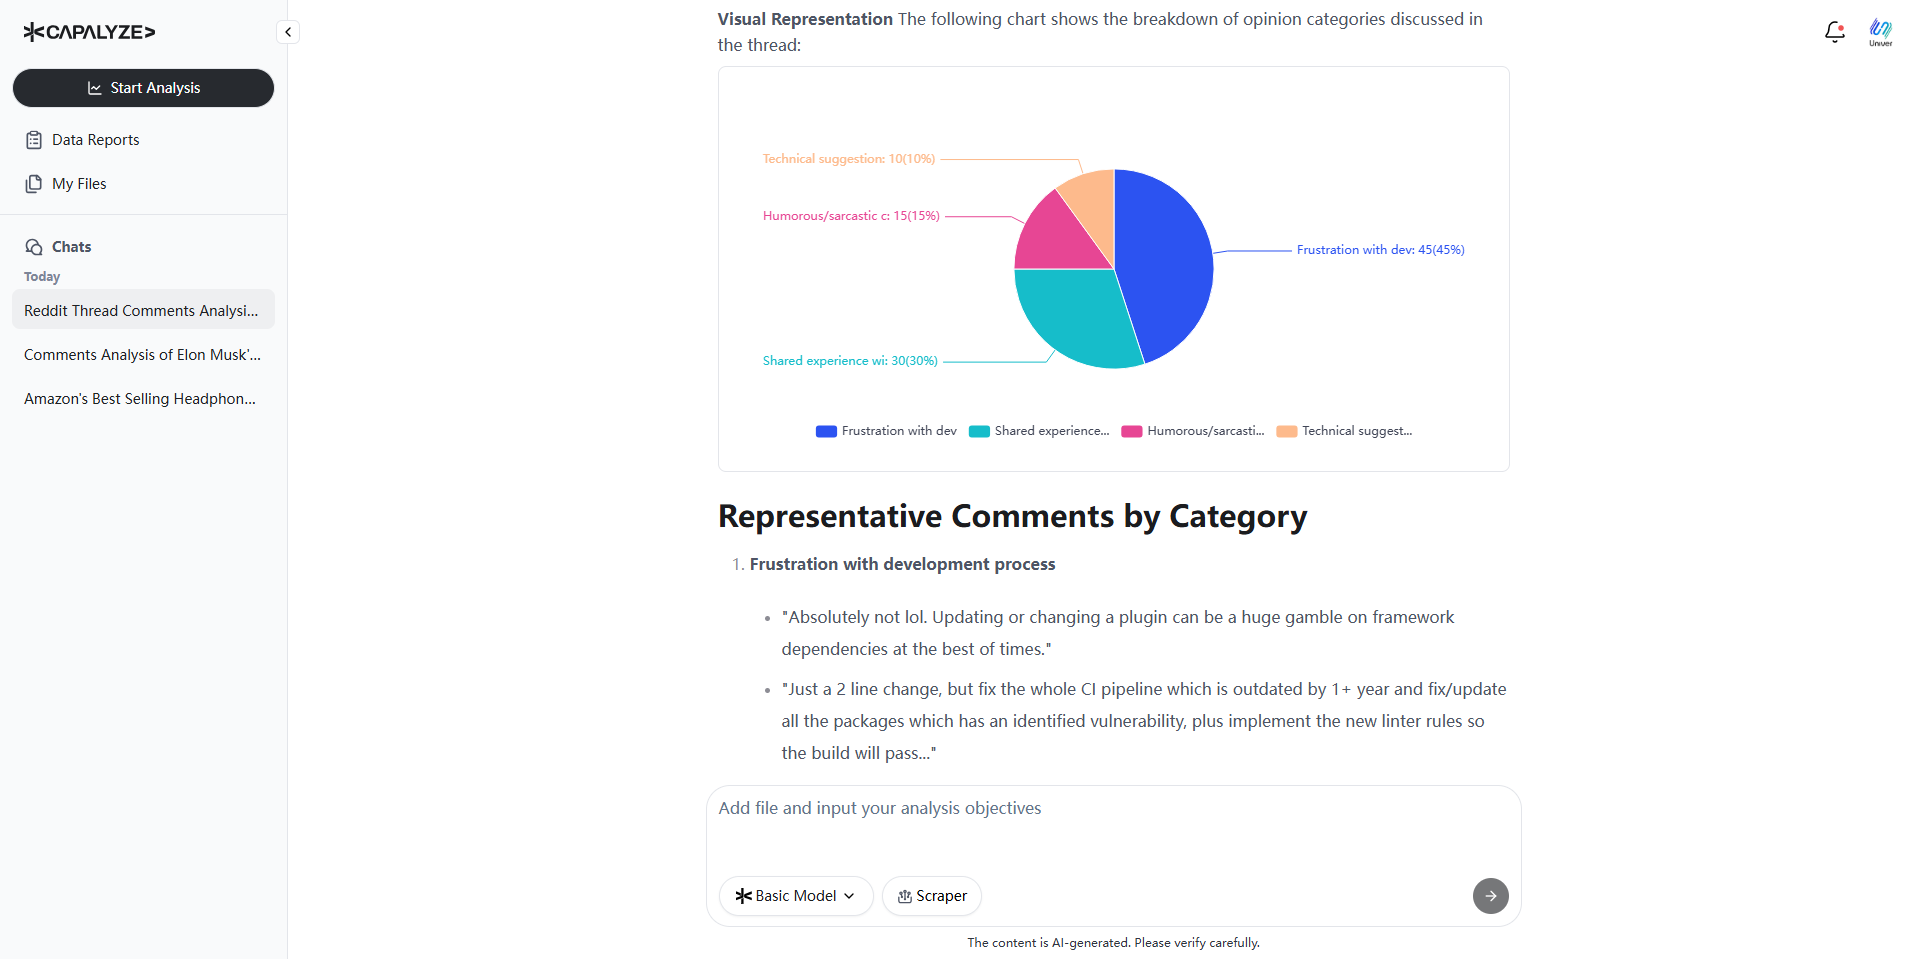 CAPALYZE
Start Analysis
Data Reports
My Files
Chats
Today
Reddit Thread Comments Analysi...
Comments Analysis of Elon Musk'...
Amazon's Best Selling Headphon...
Visual Representation The following chart shows the breakdown of opinion categories discussed in
the thread:
Technical suggestion: 10(10%)
Humorous/sarcastic c: 15(15%)
Frustration with dev: 45(45%)
Shared experience wi: 30(30%)
Frustration with dev
Shared experience...
Humorous/sarcasti...
Technical suggest...
Representative Comments by Category
1. Frustration with development process
• "Absolutely not lol. Updating or changing a plugin can be a huge gamble on framework
dependencies at the best of times."
• "Just a 2 line change, but fix the whole CI pipeline which is outdated by 1+ year and fix/update
all the packages which has an identified vulnerability, plus implement the new linter rules so
the build will pass..."
Add file and input your analysis objectives
Basic Model
Scraper
The content is AI-generated. Please verify carefully.
Univer